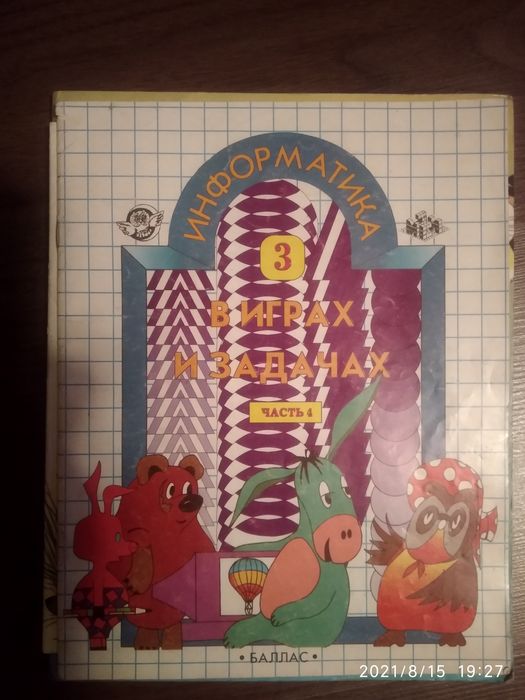 ИНФОРМАТИКА
3
В ИГРАХ
И ЗАДАЧАХ
ЧАСТЬ 4
• БАЛЛАС •
2021/8/15 19:27